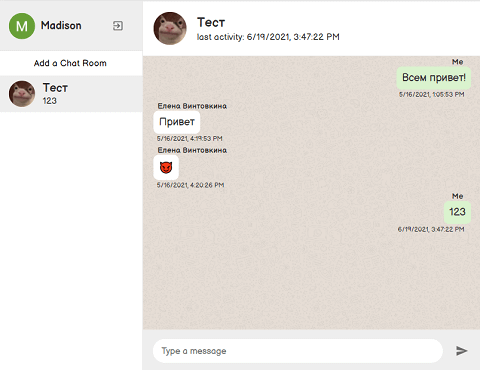 M
Madison
Add a Chat Room
Тест
123
Тест
last activity: 6/19/2021, 3:47:22 PM
Me
Всем привет!
5/16/2021, 1:05:53 PM
Елена Винтовкина
Привет
5/16/2021, 4:19:53 PM
Елена Винтовкина
😈
5/16/2021, 4:20:26 PM
Me
123
6/19/2021, 3:47:22 PM
Type a message